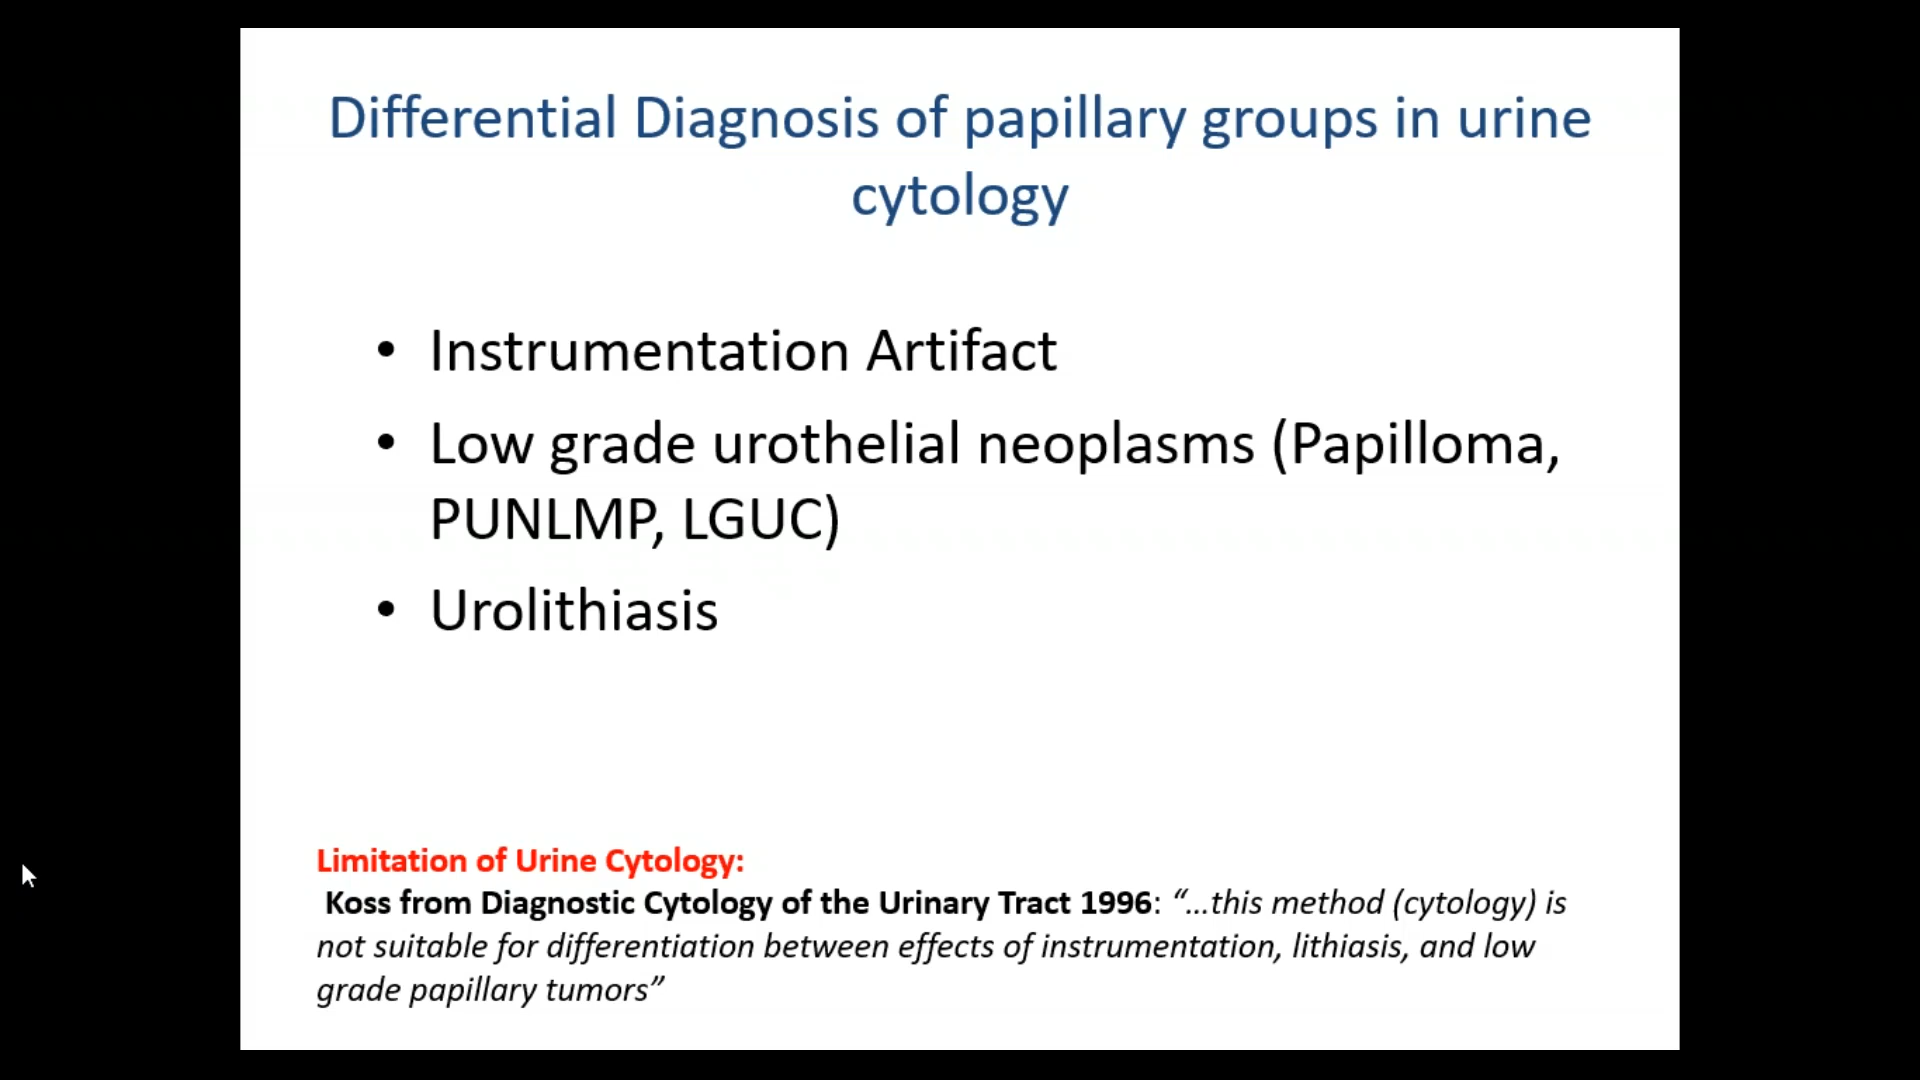 Differential Diagnosis of papillary groups in urine
cytology
• Instrumentation Artifact
• Low grade urothelial neoplasms (Papilloma,
PUNLMP, LGUC)
• Urolithiasis
Limitation of Urine Cytology:
Koss from Diagnostic Cytology of the Urinary Tract 1996: “…this method (cytology) is
not suitable for differentiation between effects of instrumentation, lithiasis, and low
grade papillary tumors”